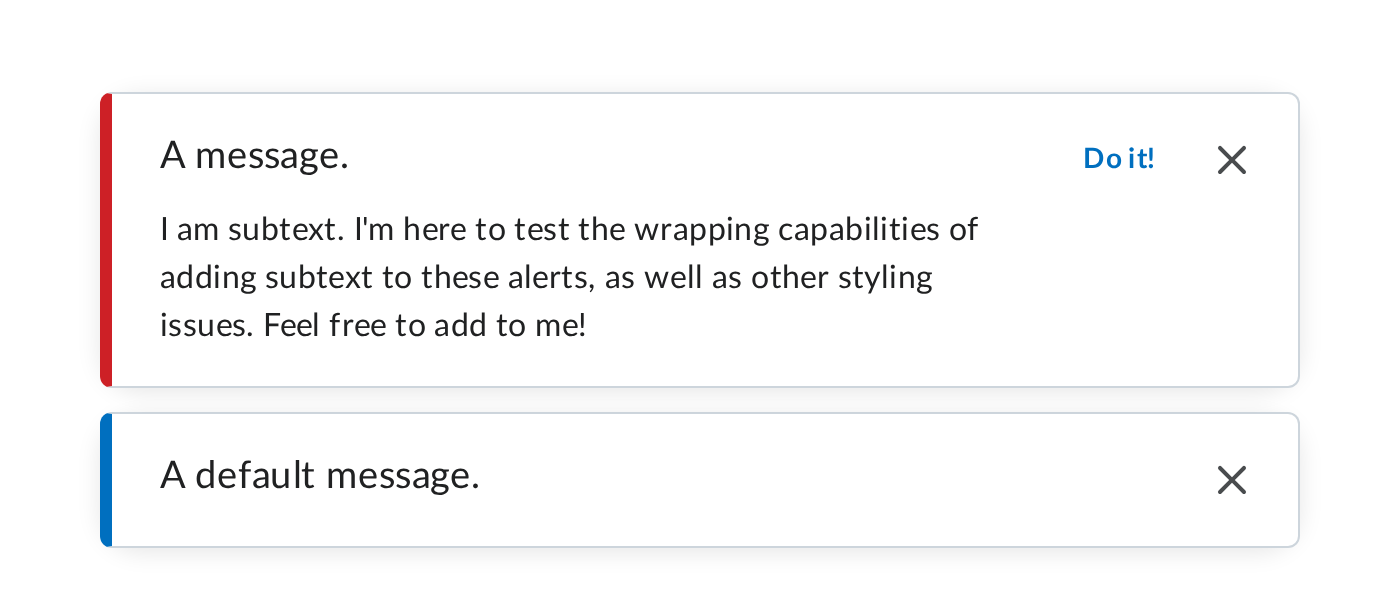 A message.
Do it!
I am subtext. I'm here to test the wrapping capabilities of
adding subtext to these alerts, as well as other styling
issues. Feel free to add to me!
A default message.